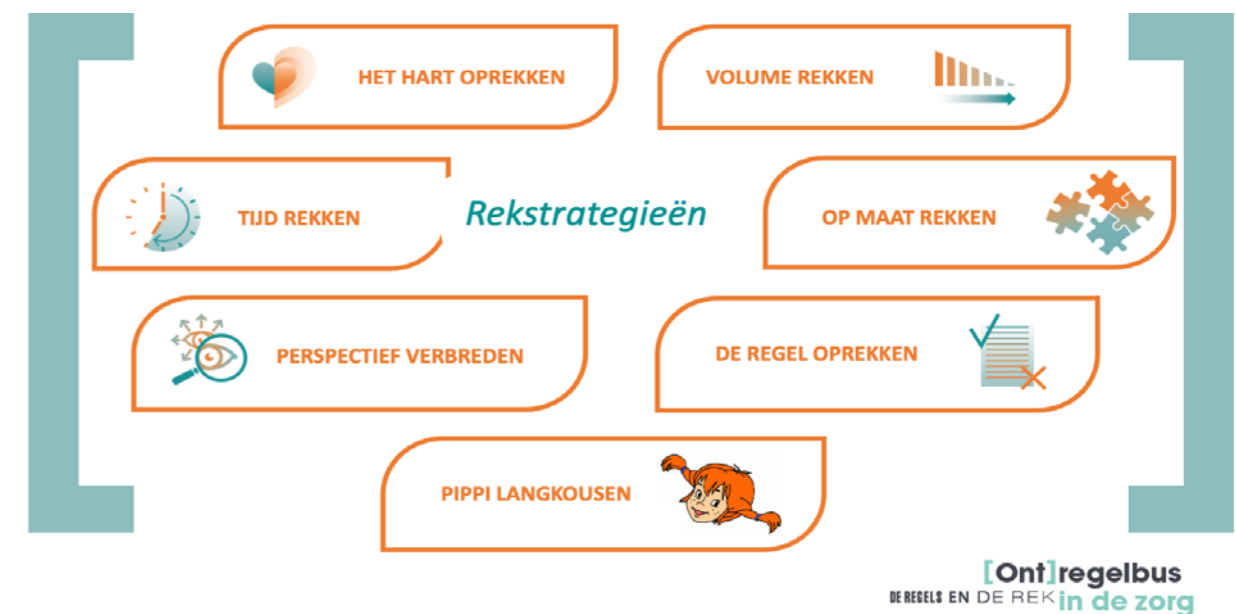 HET HART OPREKKEN
VOLUME REKKEN
TIJD REKKEN
Rekstrategieën
OP MAAT REKKEN
PERSPECTIEF VERBREDEN
DE REGEL OPREKKEN
PIPPI LANGKOUSEN
[Ont]regelbus
DE REGELS EN DE REK in de zorg